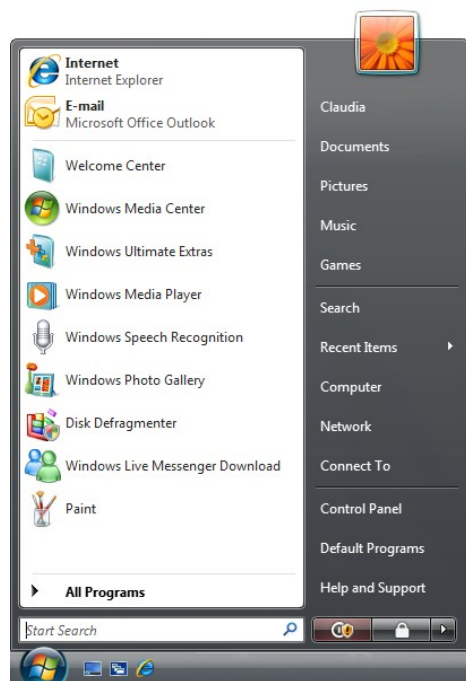 Internet
Internet Explorer
E-mail
Microsoft Office Outlook
Welcome Center
Windows Media Center
Windows Ultimate Extras
Windows Media Player
Windows Speech Recognition
Windows Photo Gallery
Disk Defragmenter
Windows Live Messenger Download
Paint
All Programs
Start Search
Claudia
Documents
Pictures
Music
Games
Search
Recent Items
Computer
Network
Connect To
Control Panel
Default Programs
Help and Support